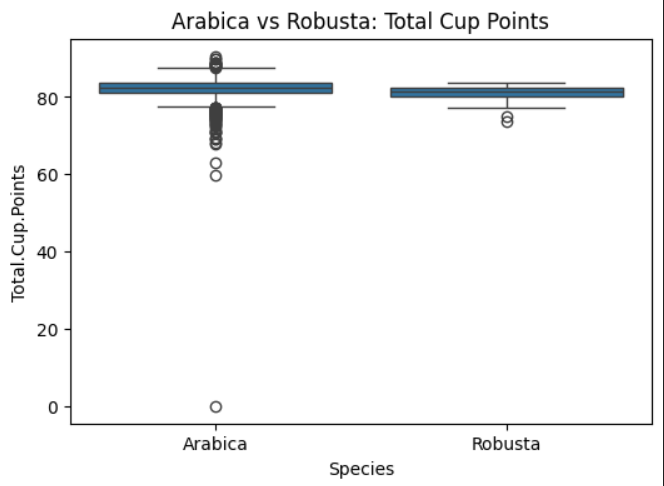 Arabica vs Robusta: Total Cup Points
Total.Cup.Points
80
60
40
20
0
Arabica
Robusta
Species